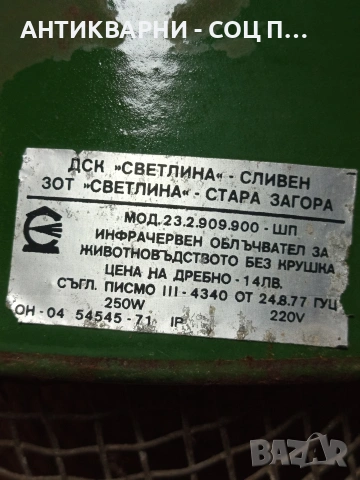 АНТИКВАРНИ - СОЦ П...
ДСК „СВЕТЛИНА“ - СЛИВЕН
ЗОТ „СВЕТЛИНА“ - СТАРА ЗАГОРА
МОД. 23.2.909.900 - ШП
ИНФРАЧЕРВЕН ОБЛЪЧВАТЕЛ ЗА
ЖИВОТНОВЪДСТВОТО БЕЗ КРУШКА
ЦЕНА НА ДРЕБНО - 14ЛВ.
СЪГЛ. ПИСМО III - 4340 ОТ 24.8.77 ГУЦ
250W 220V
ОН - 04 54545 - 71 IP
BAZAR